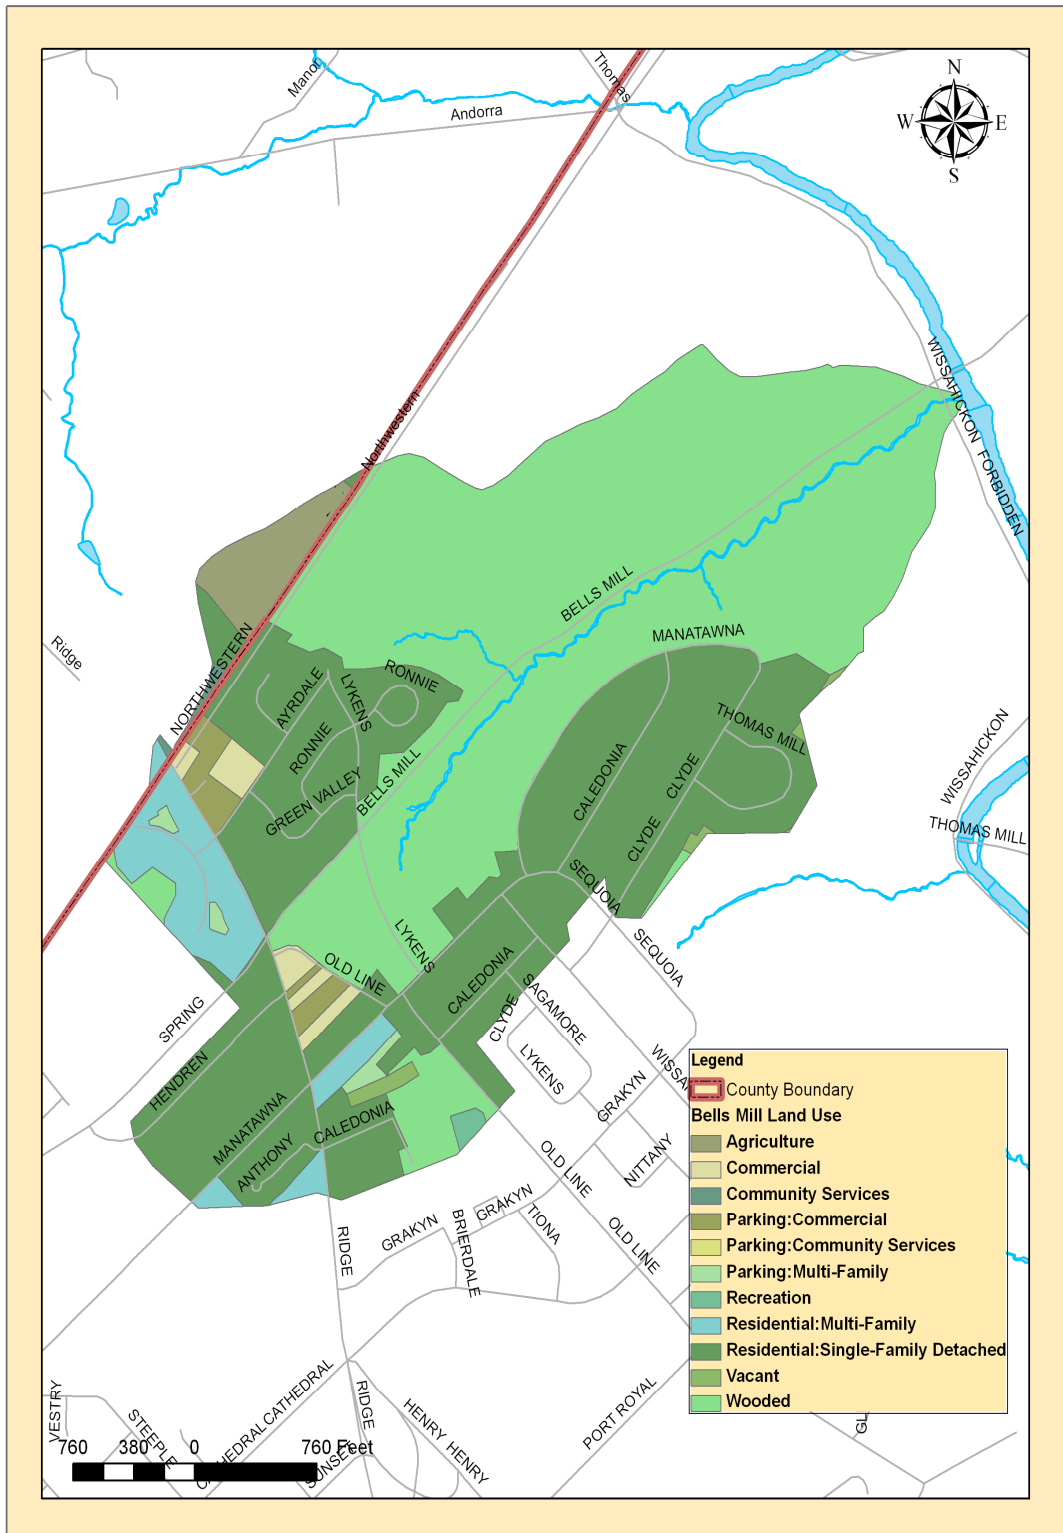 Manor
Thomas
Andorra
N
W
E
S
Northwestern
WISSAHICKON
FORBIDDEN
BELLS MILL
MANATAWNA
Ridge
NORTHWESTERN
AYRDALE
LYKENS
RONNIE
RONNIE
GREEN VALLEY
BELLS MILL
THOMAS MILL
CALEDONIA
CLYDE
CLYDE
WISSAHICKON
THOMAS MILL
SEQUOIA
SEQUOIA
LYKENS
OLD LINE
CALEDONIA
CLYDE
SAGAMORE
LYKENS
SPRING
HENDREN
MANATAWNA
ANTHONY
CALEDONIA
GRAKYN
NITTANY
OLD LINE
OLD LINE
GRAKYN
GRAKYN
BRIERDALE
TIONA
RIDGE
RIDGE
CATHEDRAL
CATHEDRAL
HENRY
HENRY
PORT ROYAL
VESTRY
STEEPLE
SUNSET
WISSA
Legend
County Boundary
Bells Mill Land Use
Agriculture
Commercial
Community Services
Parking:Commercial
Parking:Community Services
Parking:Multi-Family
Recreation
Residential:Multi-Family
Residential:Single-Family Detached
Vacant
Wooded
760 380 0 760 Feet